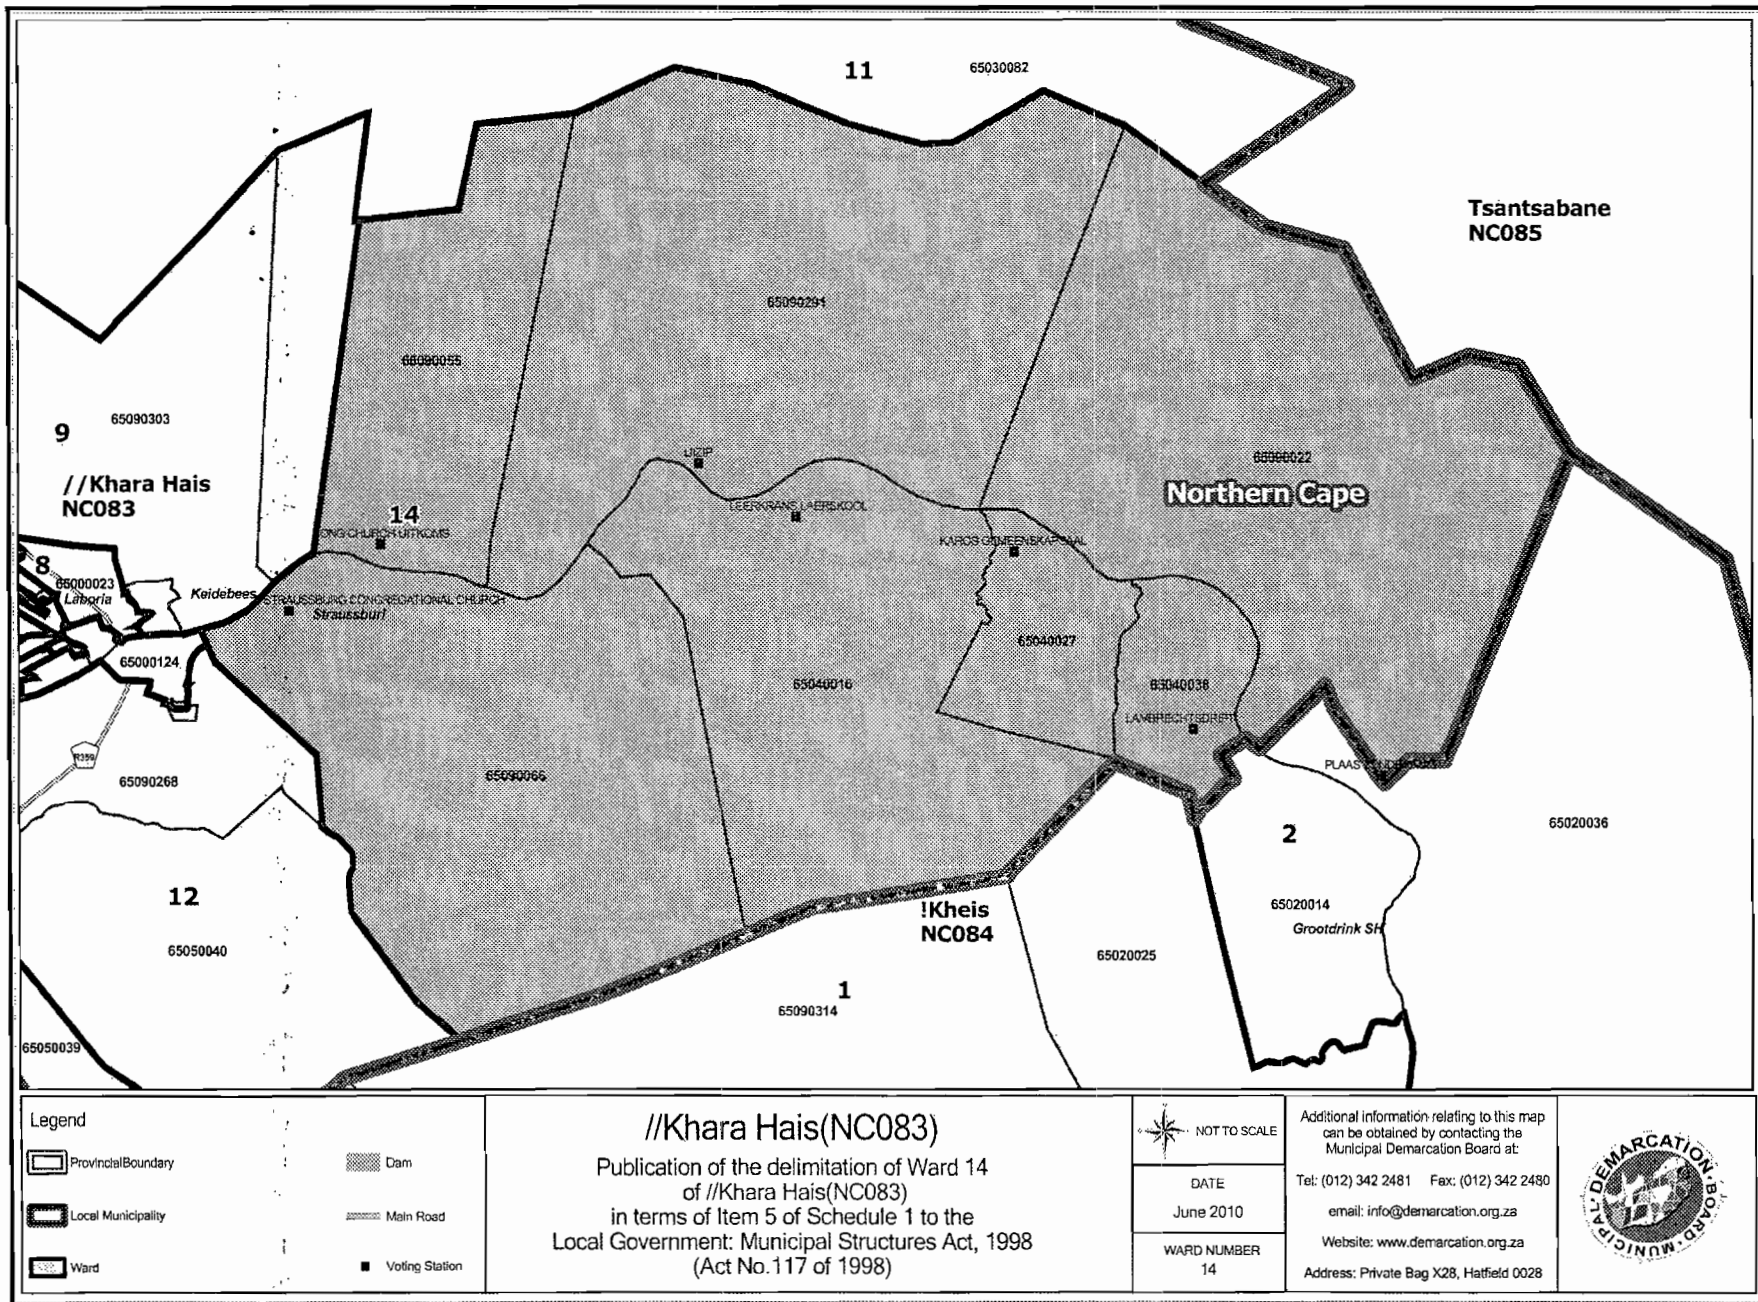 11
65030082
Tsantsabane
NC085
65090291
65090055
65090303
9
//Khara Hais
NC083
65090022
Northern Cape
UIZIP
LEERKRANS LAERSKOOL
14
ONG CHURCH UITKOMS
KAROS GEMEENSKAPSAAL
8
65000023
Laboria
Keidebees
STRAUSSBURG CONGREGATIONAL CHURCH
Straussburg
65000124
65040027
65040016
65040038
LAMBRECHTSDRIFT
R359
65090268
65090066
PLAAS
65020036
2
12
65050040
!Kheis
NC084
65020014
Grootdrink SH
65020025
1
65090314
65050039
Legend
ProvincialBoundary
Dam
Local Municipality
Main Road
Ward
Voting Station
//Khara Hais(NC083)
Publication of the delimitation of Ward 14
of //Khara Hais(NC083)
in terms of Item 5 of Schedule 1 to the
Local Government: Municipal Structures Act, 1998
(Act No.117 of 1998)
NOT TO SCALE
DATE
June 2010
WARD NUMBER
14
Additional information relating to this map
can be obtained by contacting the
Municipal Demarcation Board at:
Tel: (012) 342 2481 Fax: (012) 342 2480
email: info@demarcation.org.za
Website: www.demarcation.org.za
Address: Private Bag X28, Hatfield 0028
MUNICIPAL DEMARCATION BOARD